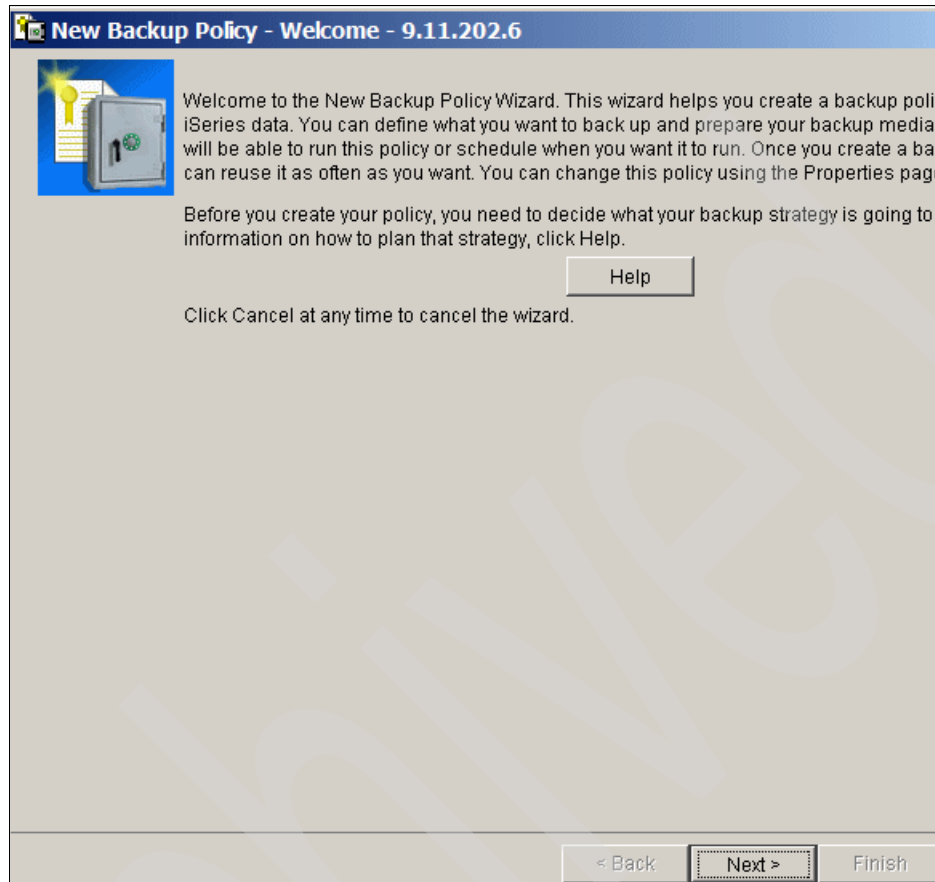 New Backup Policy - Welcome - 9.11.202.6
Welcome to the New Backup Policy Wizard. This wizard helps you create a backup poli
iSeries data. You can define what you want to back up and prepare your backup media
will be able to run this policy or schedule when you want it to run. Once you create a ba
can reuse it as often as you want. You can change this policy using the Properties pag
Before you create your policy, you need to decide what your backup strategy is going to
information on how to plan that strategy, click Help.
Help
Click Cancel at any time to cancel the wizard.
< Back Next > Finish